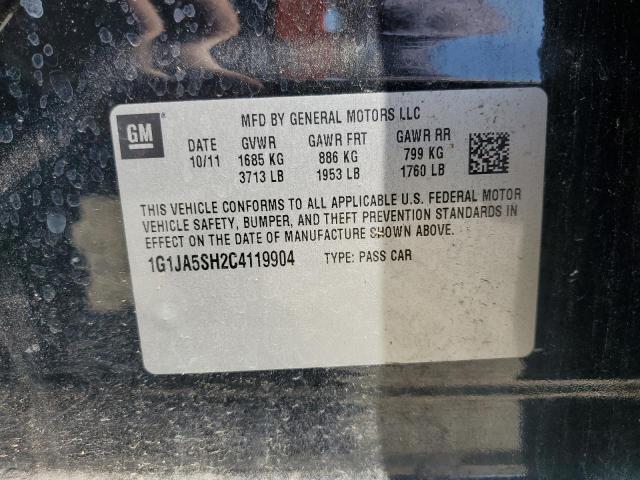 GM ®
MFD BY GENERAL MOTORS LLC
DATE GVWR GAWR FRT GAWR RR
10/11 1685 KG 886 KG 799 KG
3713 LB 1953 LB 1760 LB
THIS VEHICLE CONFORMS TO ALL APPLICABLE U.S. FEDERAL MOTOR
VEHICLE SAFETY, BUMPER, AND THEFT PREVENTION STANDARDS IN
EFFECT ON THE DATE OF MANUFACTURE SHOWN ABOVE.
1G1JA5SH2C4119904 TYPE: PASS CAR